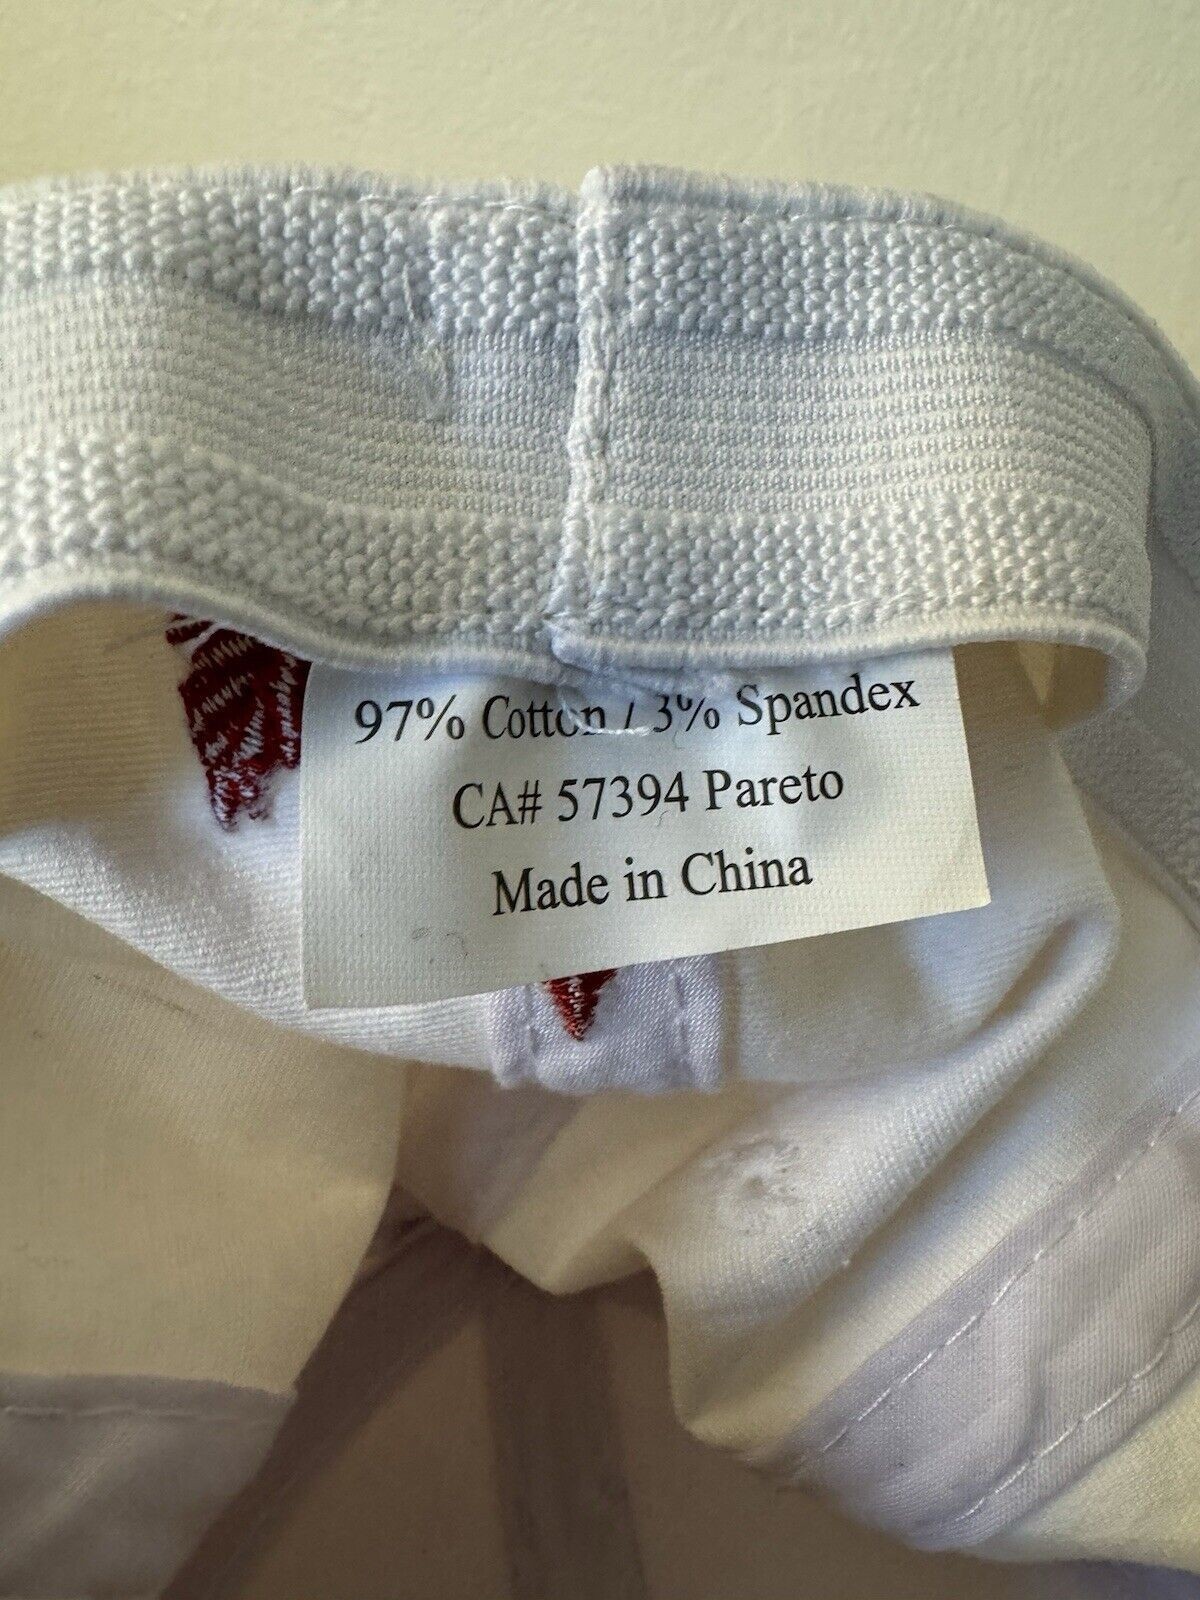 97% Cotton / 3% Spandex
CA# 57394 Pareto
Made in China